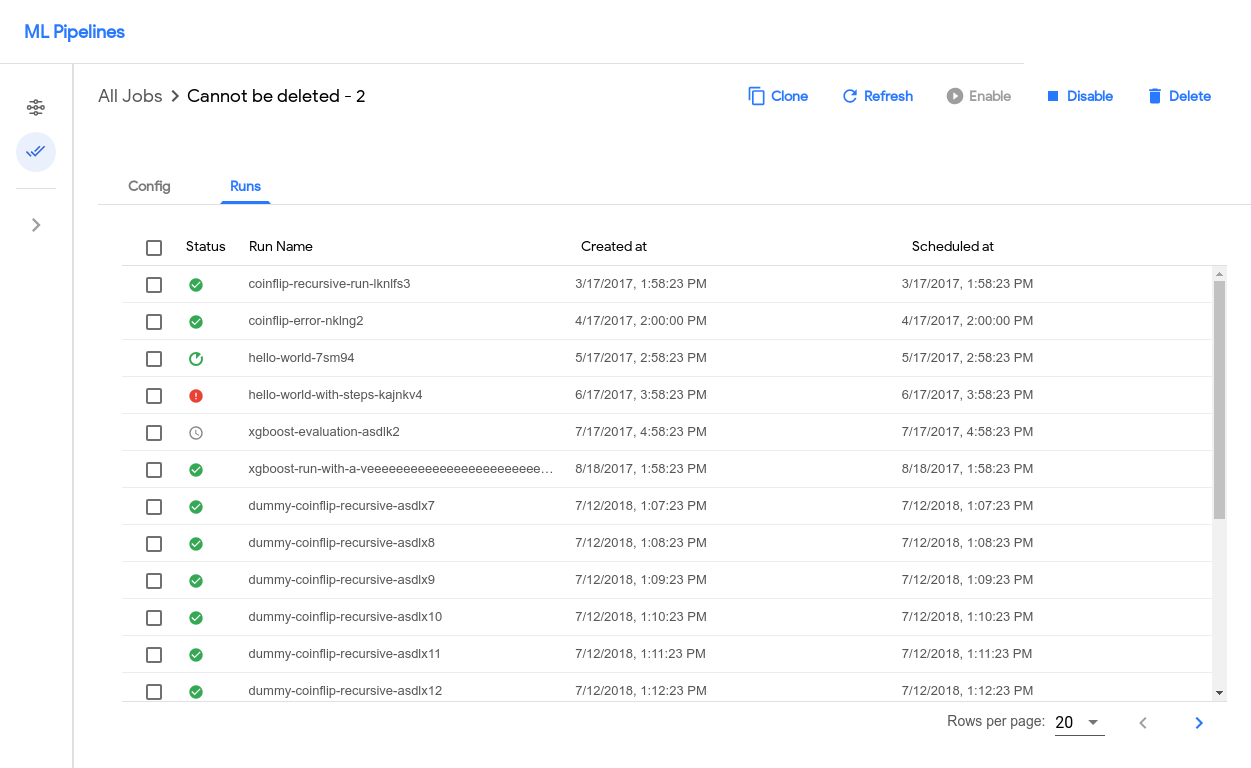 ML Pipelines
All Jobs > Cannot be deleted - 2 Clone Refresh Enable Disable Delete
Config Runs
Status Run Name Created at Scheduled at
coinflip-recursive-run-lknlfs3 3/17/2017, 1:58:23 PM 3/17/2017, 1:58:23 PM
coinflip-error-nklng2 4/17/2017, 2:00:00 PM 4/17/2017, 2:00:00 PM
hello-world-7sm94 5/17/2017, 2:58:23 PM 5/17/2017, 2:58:23 PM
hello-world-with-steps-kajnkv4 6/17/2017, 3:58:23 PM 6/17/2017, 3:58:23 PM
xgboost-evaluation-asdlk2 7/17/2017, 4:58:23 PM 7/17/2017, 4:58:23 PM
xgboost-run-with-a-veeeeeeeeeeeeeeeeeeeeeeeee… 8/18/2017, 1:58:23 PM 8/18/2017, 1:58:23 PM
dummy-coinflip-recursive-asdlx7 7/12/2018, 1:07:23 PM 7/12/2018, 1:07:23 PM
dummy-coinflip-recursive-asdlx8 7/12/2018, 1:08:23 PM 7/12/2018, 1:08:23 PM
dummy-coinflip-recursive-asdlx9 7/12/2018, 1:09:23 PM 7/12/2018, 1:09:23 PM
dummy-coinflip-recursive-asdlx10 7/12/2018, 1:10:23 PM 7/12/2018, 1:10:23 PM
dummy-coinflip-recursive-asdlx11 7/12/2018, 1:11:23 PM 7/12/2018, 1:11:23 PM
dummy-coinflip-recursive-asdlx12 7/12/2018, 1:12:23 PM 7/12/2018, 1:12:23 PM
Rows per page: 20